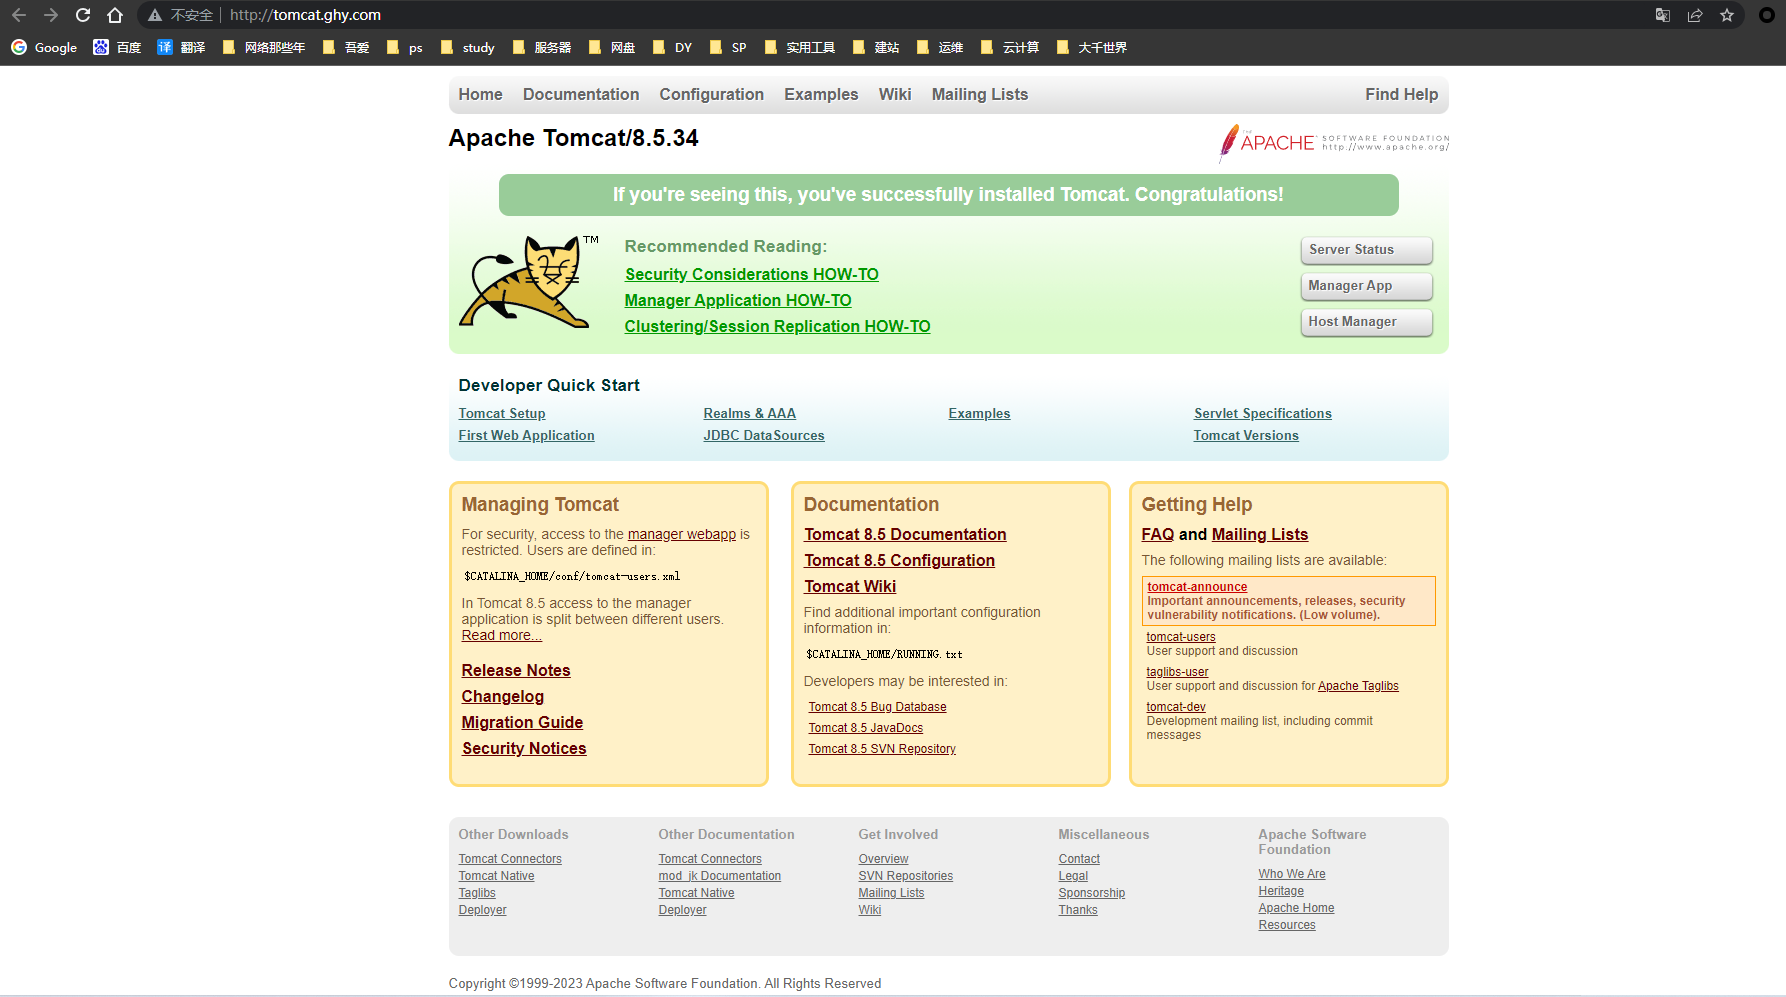 不安全 http://tomcat.ghy.com
Google 百度 译 翻译 网络那些年 吾爱 ps study 服务器 网盘 DY SP 实用工具 建站 运维 云计算 大千世界
Home Documentation Configuration Examples Wiki Mailing Lists Find Help
Apache Tomcat/8.5.34
THE APACHE SOFTWARE FOUNDATION
http://www.apache.org/
If you're seeing this, you've successfully installed Tomcat. Congratulations!
TM
Recommended Reading:
Security Considerations HOW-TO
Manager Application HOW-TO
Clustering/Session Replication HOW-TO
Server Status
Manager App
Host Manager
Developer Quick Start
Tomcat Setup
First Web Application
Realms & AAA
JDBC DataSources
Examples
Servlet Specifications
Tomcat Versions
Managing Tomcat
For security, access to the manager webapp is
restricted. Users are defined in:
$CATALINA_HOME/conf/tomcat-users.xml
In Tomcat 8.5 access to the manager
application is split between different users.
Read more...
Release Notes
Changelog
Migration Guide
Security Notices
Documentation
Tomcat 8.5 Documentation
Tomcat 8.5 Configuration
Tomcat Wiki
Find additional important configuration
information in:
$CATALINA_HOME/RUNNING.txt
Developers may be interested in:
Tomcat 8.5 Bug Database
Tomcat 8.5 JavaDocs
Tomcat 8.5 SVN Repository
Getting Help
FAQ and Mailing Lists
The following mailing lists are available:
tomcat-announce
Important announcements, releases, security
vulnerability notifications. (Low volume).
tomcat-users
User support and discussion
taglibs-user
User support and discussion for Apache Taglibs
tomcat-dev
Development mailing list, including commit
messages
Other Downloads
Tomcat Connectors
Tomcat Native
Taglibs
Deployer
Other Documentation
Tomcat Connectors
mod_jk Documentation
Tomcat Native
Deployer
Get Involved
Overview
SVN Repositories
Mailing Lists
Wiki
Miscellaneous
Contact
Legal
Sponsorship
Thanks
Apache Software
Foundation
Who We Are
Heritage
Apache Home
Resources
Copyright ©1999-2023 Apache Software Foundation. All Rights Reserved